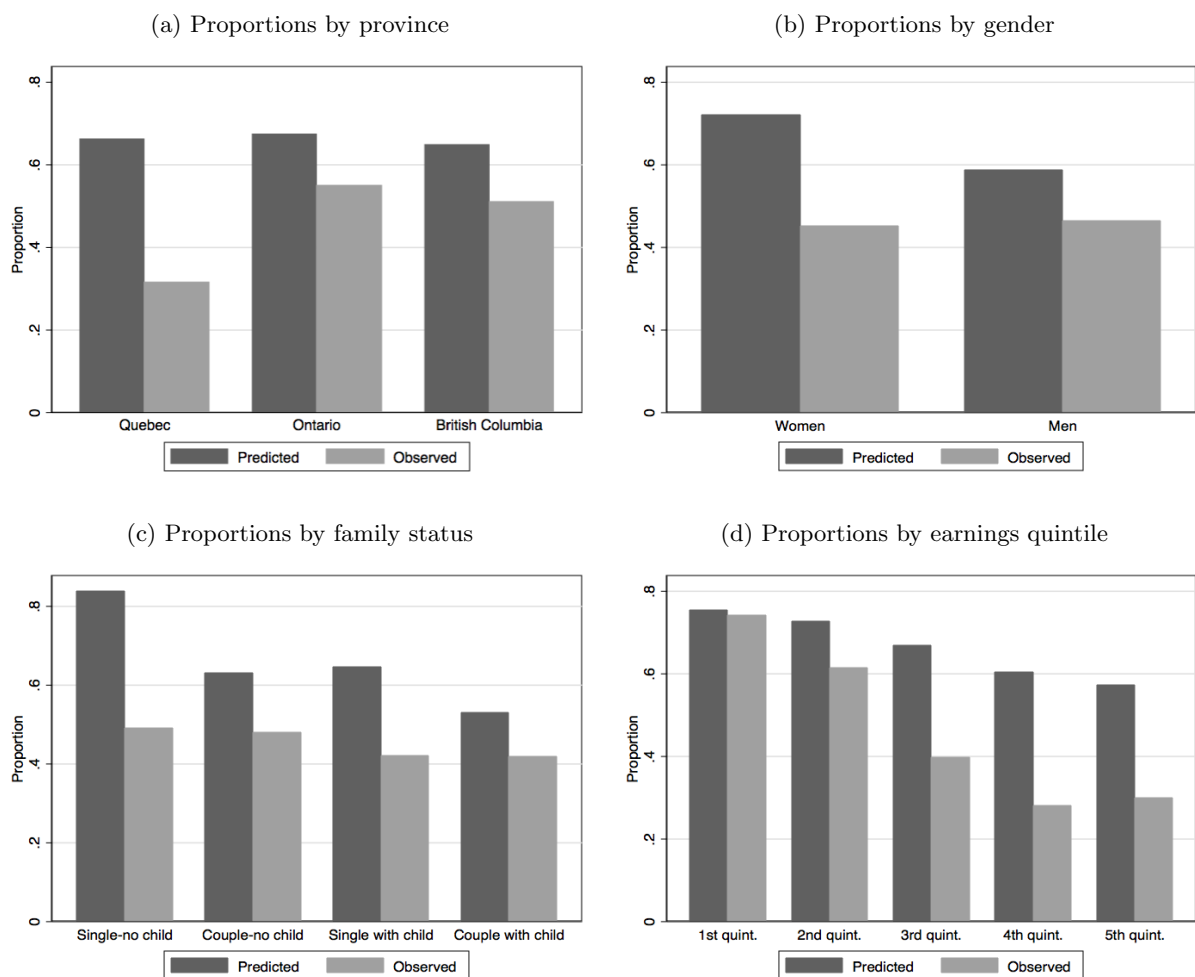 (a) Proportions by province
(b) Proportions by gender
Proportion
0
.2
.4
.6
.8
Quebec
Ontario
British Columbia
Predicted
Observed
Proportion
0
.2
.4
.6
.8
Women
Men
Predicted
Observed
(c) Proportions by family status
(d) Proportions by earnings quintile
Proportion
0
.2
.4
.6
.8
Single-no child
Couple-no child
Single with child
Couple with child
Predicted
Observed
Proportion
0
.2
.4
.6
.8
1st quint.
2nd quint.
3rd quint.
4th quint.
5th quint.
Predicted
Observed